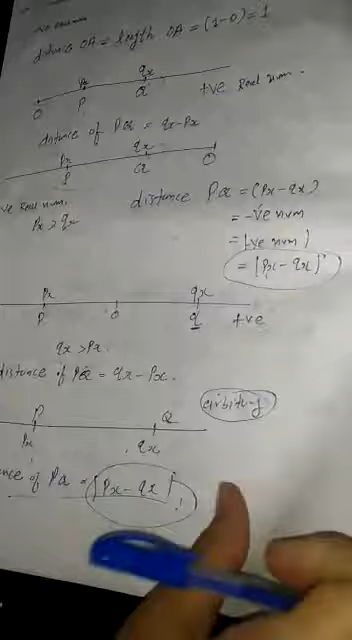 distance OA = length OA = (1-0) = 1
Px qx
O P Q +ve Real num.
distance of PQ = qx-Px
Px qx O
P Q
ve Real num. distance PQ = (Px-qx)
Px > qx = -ve num
= |-ve num|
= |Px - qx|
Px qx
P O q +ve
qx > Px.
distance of PQ = qx - Px.
P Q
Px qx
nce of PQ = |Px - qx|